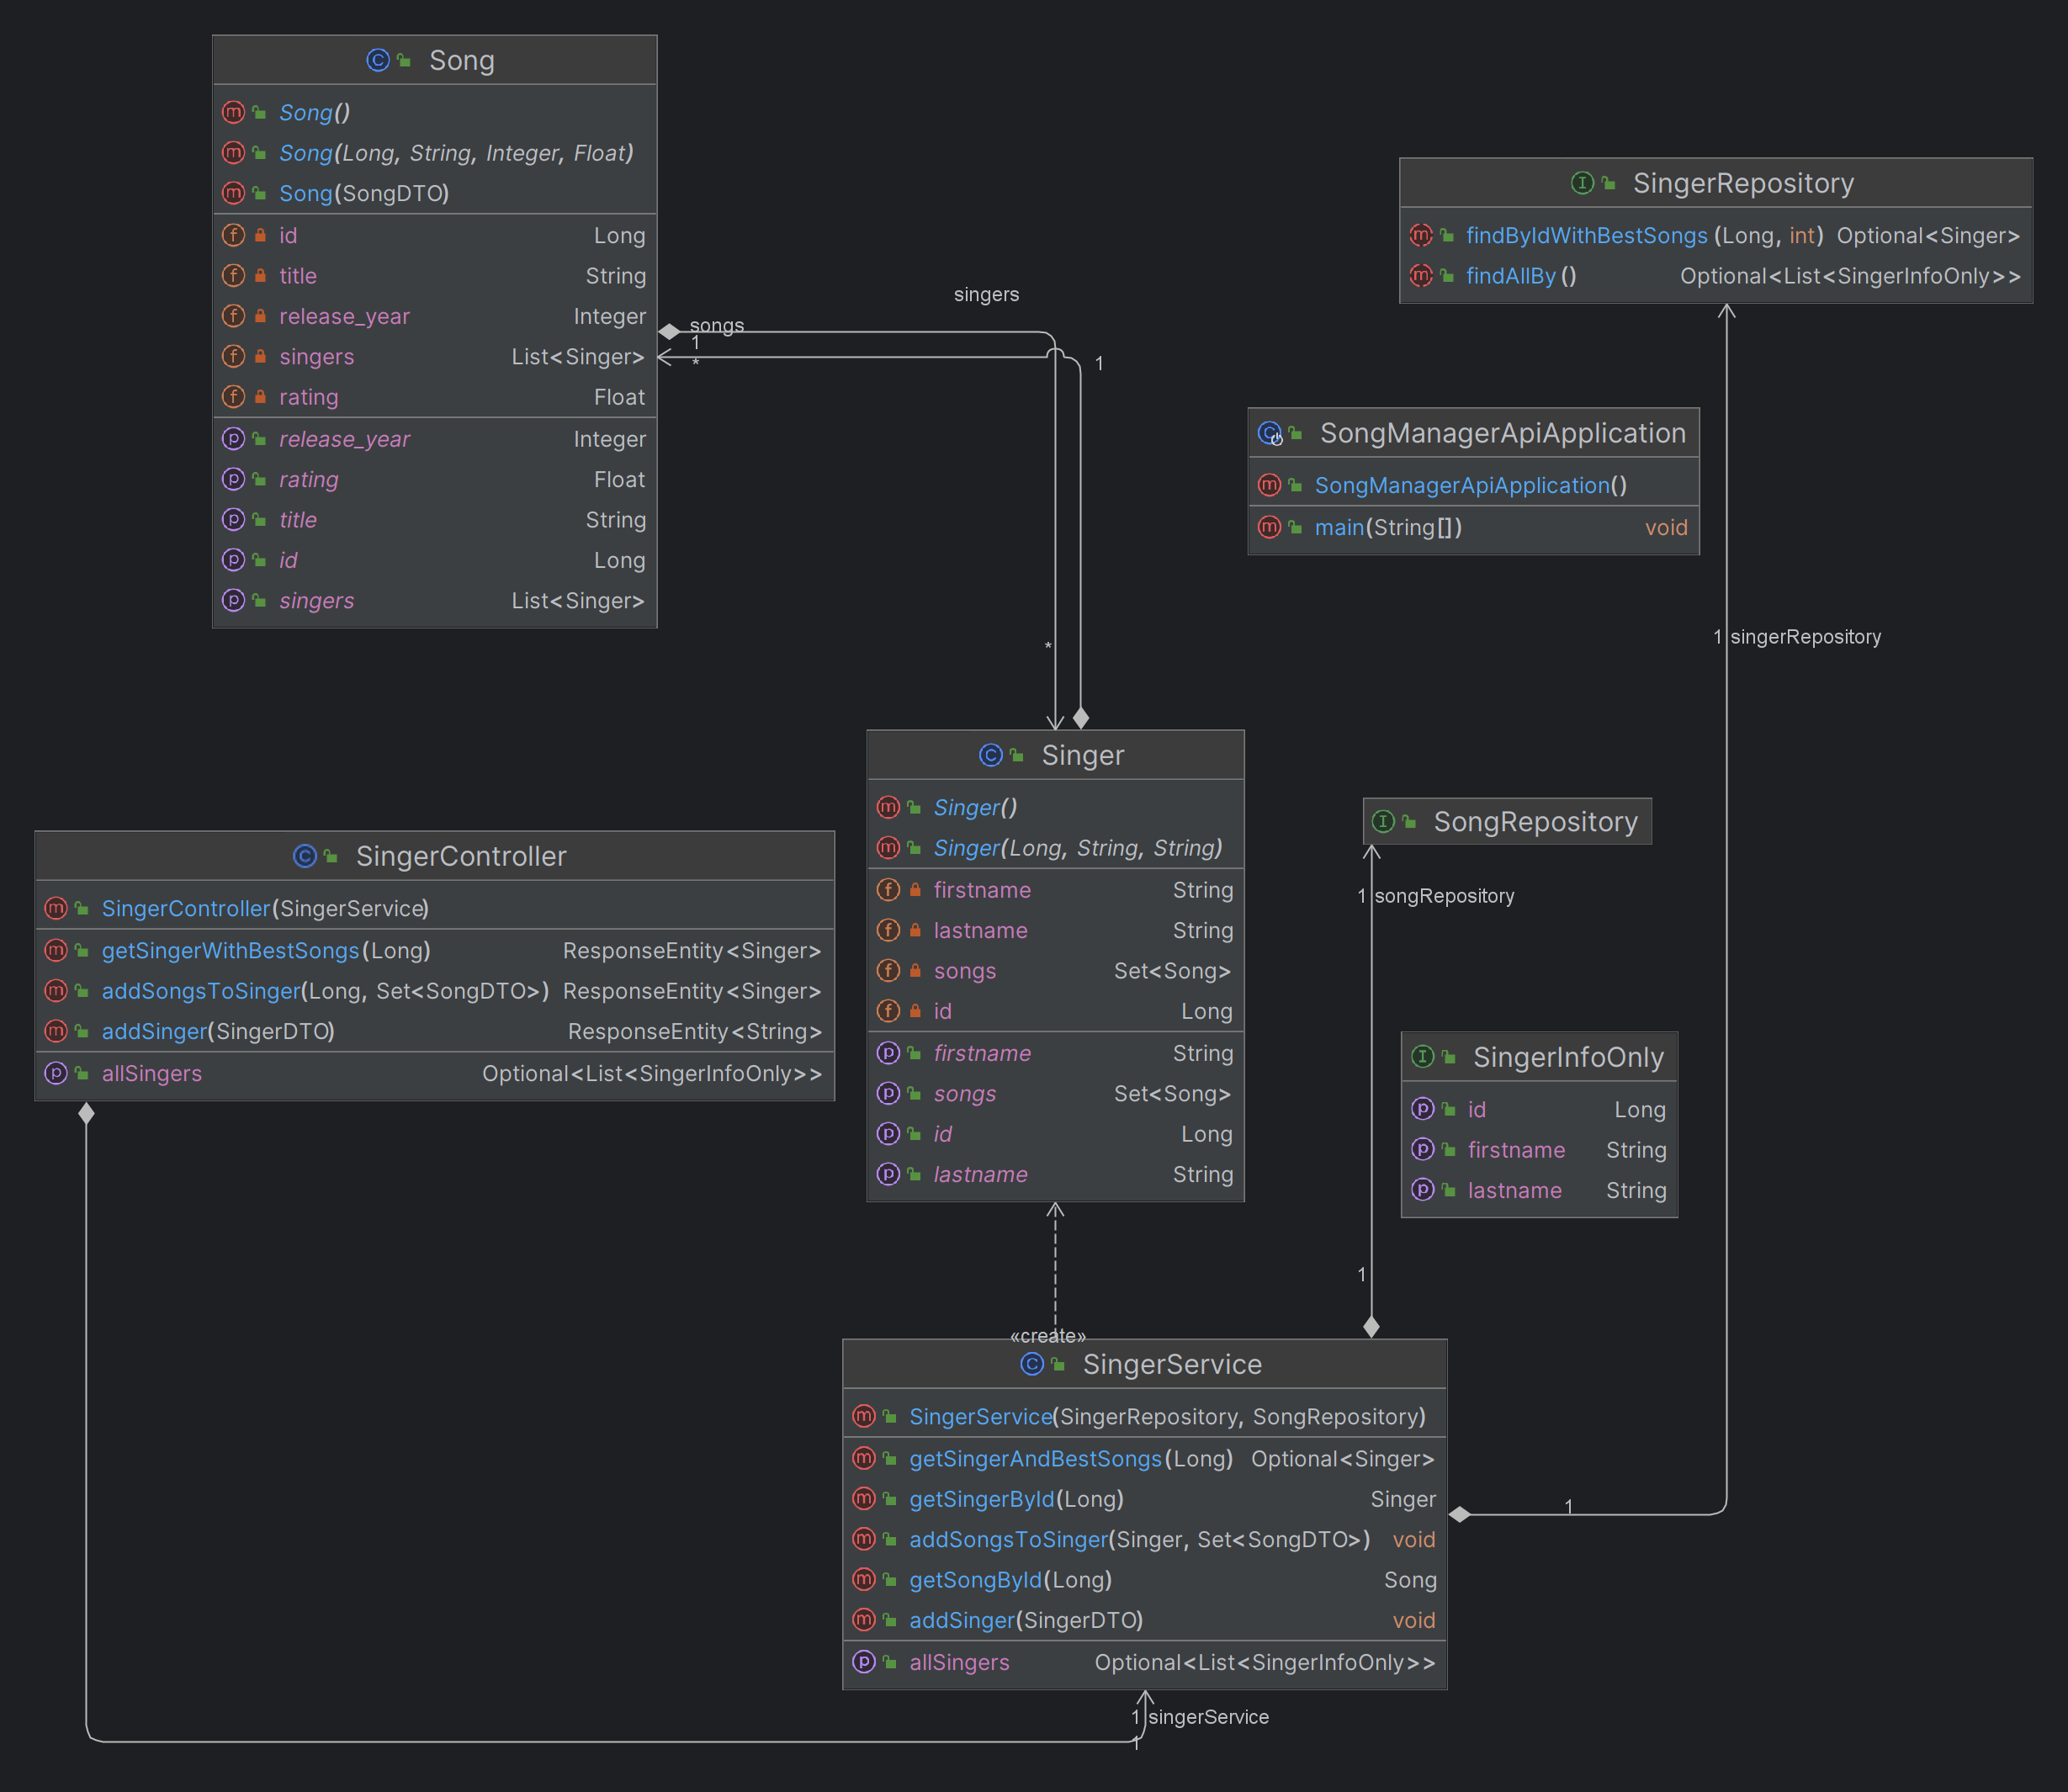 Song
Song()
Song(Long, String, Integer, Float)
Song(SongDTO)
id Long
title String
release_year Integer
singers List<Singer>
rating Float
release_year Integer
rating Float
title String
id Long
singers List<Singer>
singers
songs
1
*
1
*
SingerRepository
findByIdWithBestSongs(Long, int) Optional<Singer>
findAllBy() Optional<List<SingerInfoOnly>>
SongManagerApiApplication
SongManagerApiApplication()
main(String[]) void
1 singerRepository
Singer
Singer()
Singer(Long, String, String)
firstname String
lastname String
songs Set<Song>
id Long
firstname String
songs Set<Song>
id Long
lastname String
SongRepository
1 songRepository
SingerController
SingerController(SingerService)
getSingerWithBestSongs(Long) ResponseEntity<Singer>
addSongsToSinger(Long, Set<SongDTO>) ResponseEntity<Singer>
addSinger(SingerDTO) ResponseEntity<String>
allSingers Optional<List<SingerInfoOnly>>
SingerInfoOnly
id Long
firstname String
lastname String
1
«create»
SingerService
SingerService(SingerRepository, SongRepository)
getSingerAndBestSongs(Long) Optional<Singer>
getSingerById(Long) Singer
addSongsToSinger(Singer, Set<SongDTO>) void
getSongById(Long) Song
addSinger(SingerDTO) void
allSingers Optional<List<SingerInfoOnly>>
1
1 singerService
1